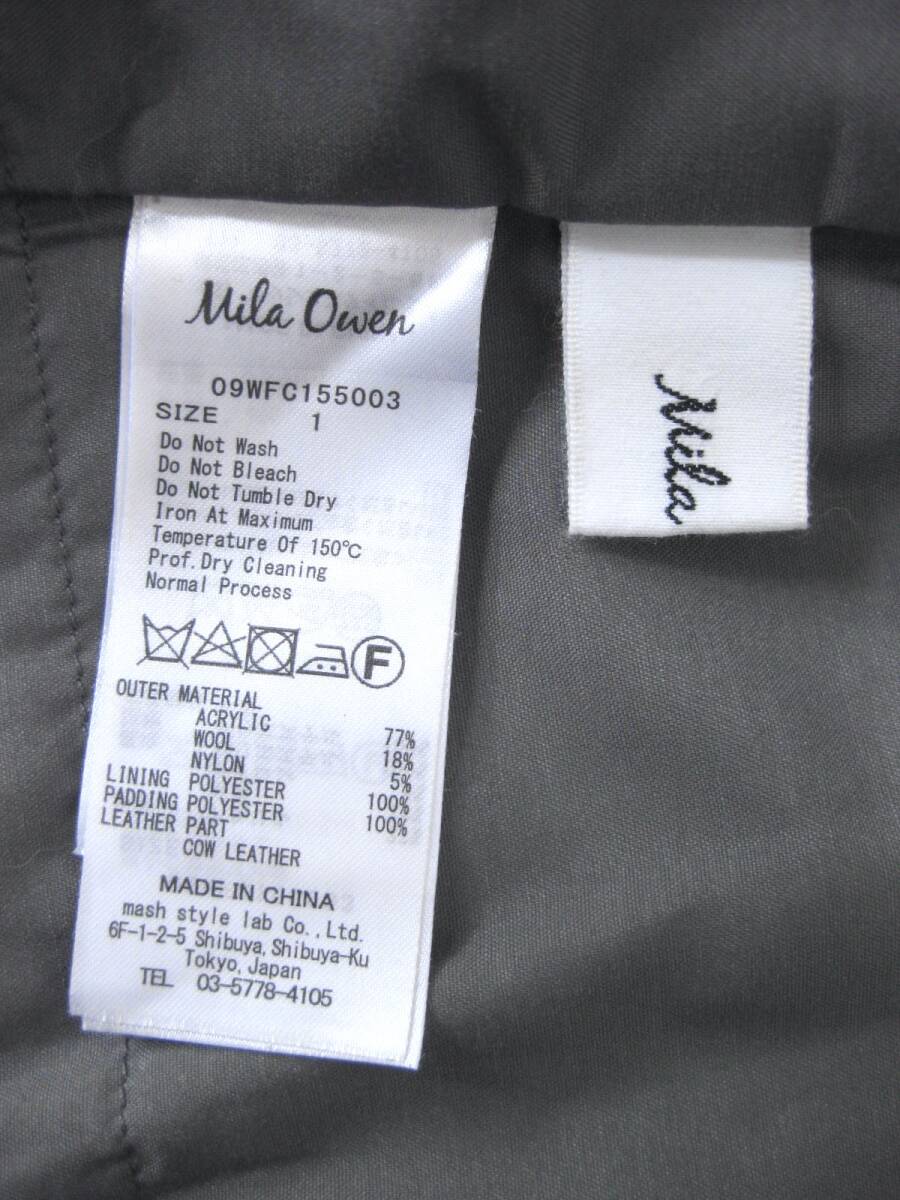 Mila Owen
09WFC155003
SIZE 1
Do Not Wash
Do Not Bleach
Do Not Tumble Dry
Iron At Maximum
Temperature Of 150℃
Prof.Dry Cleaning
Normal Process
F
OUTER MATERIAL
ACRYLIC 77%
WOOL 18%
NYLON 5%
LINING POLYESTER 100%
PADDING POLYESTER 100%
LEATHER PART
COW LEATHER
MADE IN CHINA
mash style lab Co.,Ltd.
6F-1-2-5 Shibuya,Shibuya-Ku
Tokyo,Japan
TEL 03-5778-4105
Mila